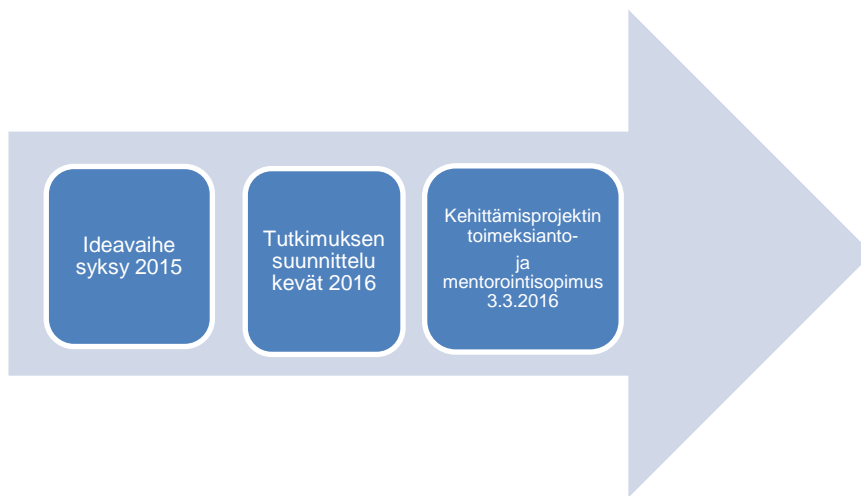 Ideavaihe
syksy 2015
Tutkimuksen
suunnittelu
kevät 2016
Kehittämisprojektin
toimeksianto-
ja
mentorointisopimus
3.3.2016